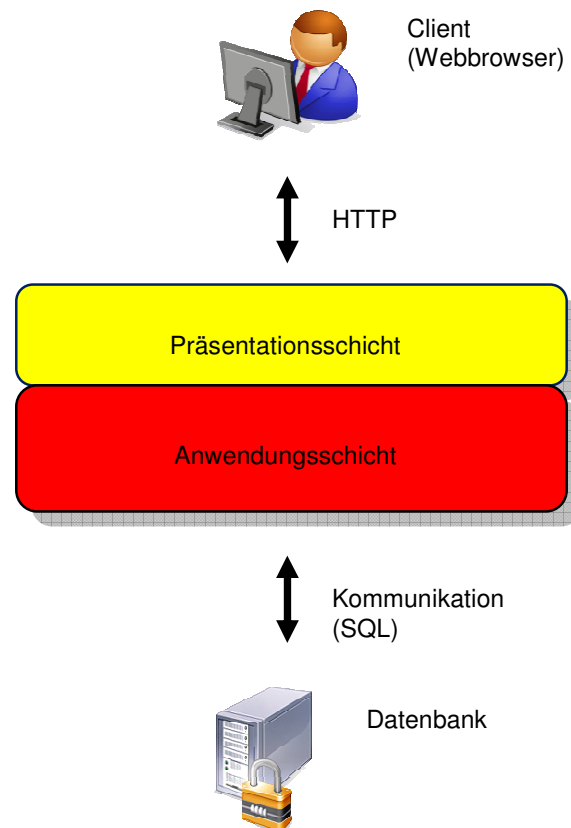 Client
(Webbrowser)
HTTP
Präsentationsschicht
Anwendungsschicht
Kommunikation
(SQL)
Datenbank